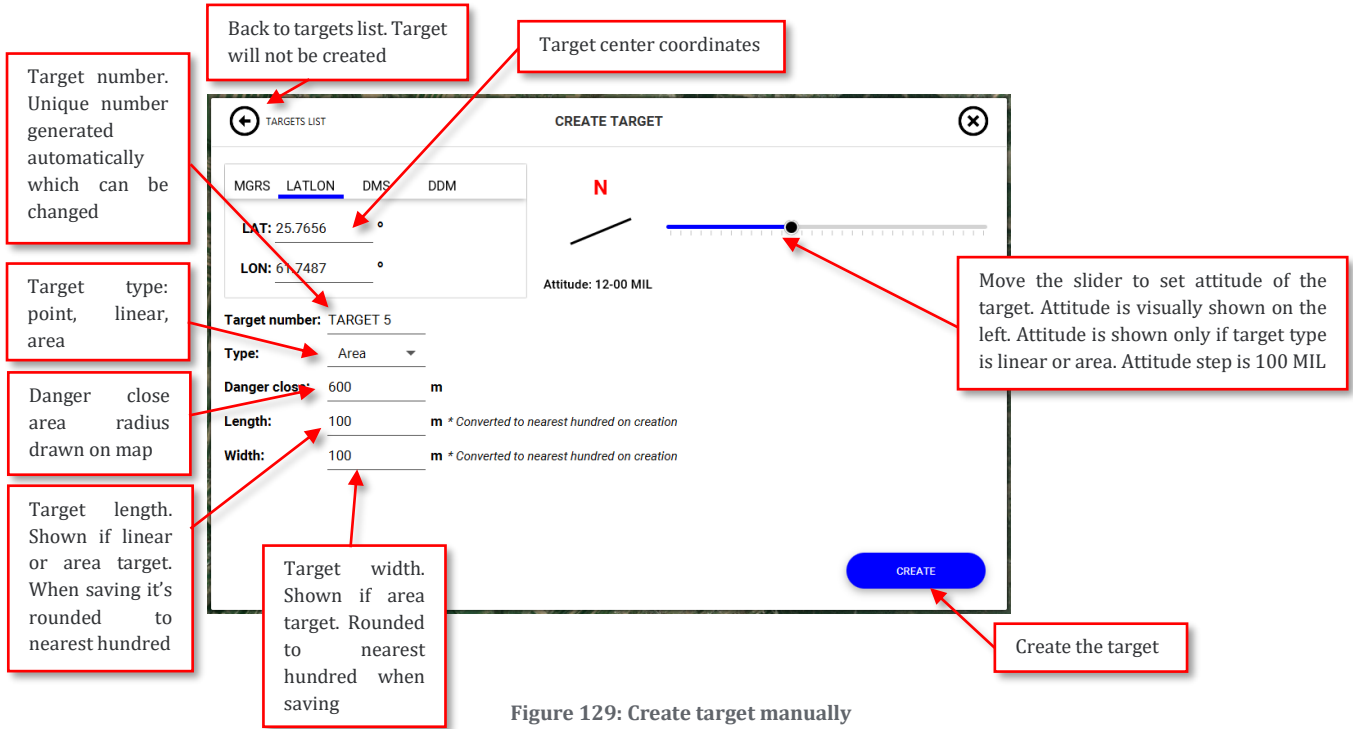 Back to targets list. Target
will not be created
Target center coordinates
Target number.
Unique number
generated
automatically
which can be
changed
TARGETS LIST
CREATE TARGET
MGRS LATLON DMS DDM
N
LAT: 25.7656 °
LON: 61.7487 °
Attitude: 12-00 MIL
Move the slider to set attitude of the
target. Attitude is visually shown on the
left. Attitude is shown only if target type
is linear or area. Attitude step is 100 MIL
Target type:
point, linear,
area
Target number: TARGET 5
Type: Area
Danger close: 600 m
Length: 100 m * Converted to nearest hundred on creation
Width: 100 m * Converted to nearest hundred on creation
Danger close
area radius
drawn on map
Target length.
Shown if linear
or area target.
When saving it's
rounded to
nearest hundred
Target width.
Shown if area
target. Rounded
to nearest
hundred when
saving
CREATE
Create the target
Figure 129: Create target manually